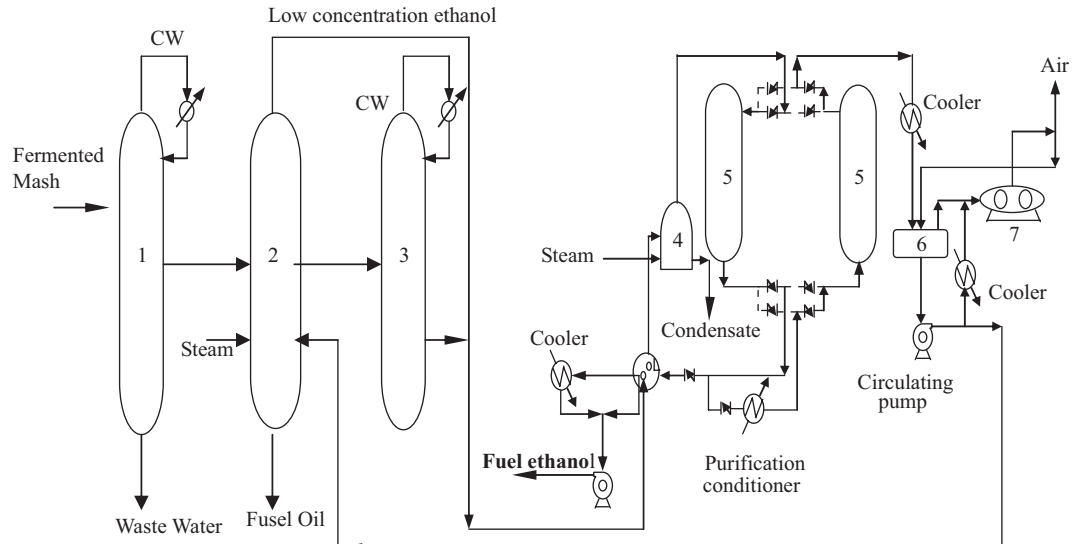 Low concentration ethanol
CW
CW
Air
Cooler
Fermented
Mash
1
2
3
4
5
5
6
7
Steam
Steam
Condensate
Cooler
Cooler
Circulating
pump
Fuel ethanol
Purification
conditioner
Waste Water
Fusel Oil